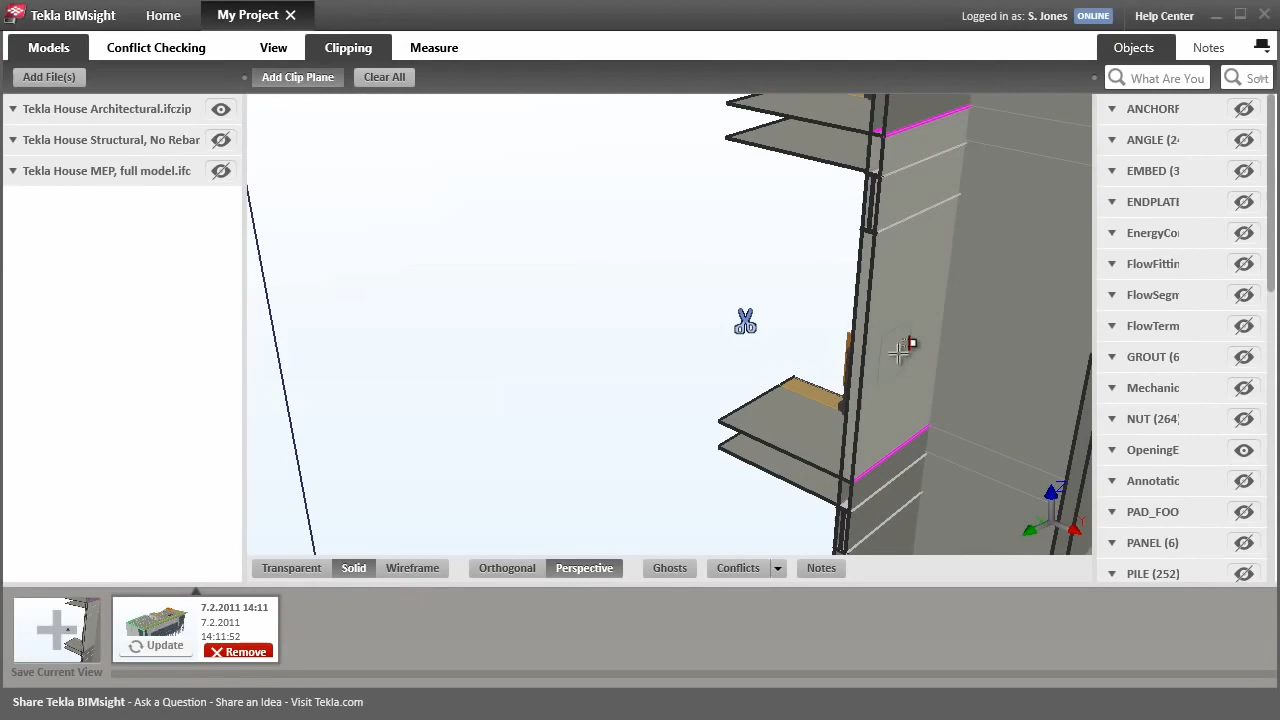 Tekla BIMsight
Home
My Project
Logged in as: S. Jones
ONLINE
Help Center
Models
Conflict Checking
View
Clipping
Measure
Objects
Notes
Add File(s)
Add Clip Plane
Clear All
What Are You
Sort
Tekla House Architectural.ifczip
Tekla House Structural, No Rebar
Tekla House MEP, full model.ifc
ANCHORF
ANGLE (24
EMBED (3
ENDPLATE
EnergyCo
FlowFittin
FlowSegn
FlowTerm
GROUT (6
Mechanic
NUT (264)
OpeningE
Annotatic
PAD_FOO
PANEL (6)
PILE (252)
Z
Y
Transparent
Solid
Wireframe
Orthogonal
Perspective
Ghosts
Conflicts
Notes
7.2.2011 14:11
7.2.2011
14:11:52
Update
Remove
Save Current View
Share Tekla BIMsight - Ask a Question - Share an Idea - Visit Tekla.com